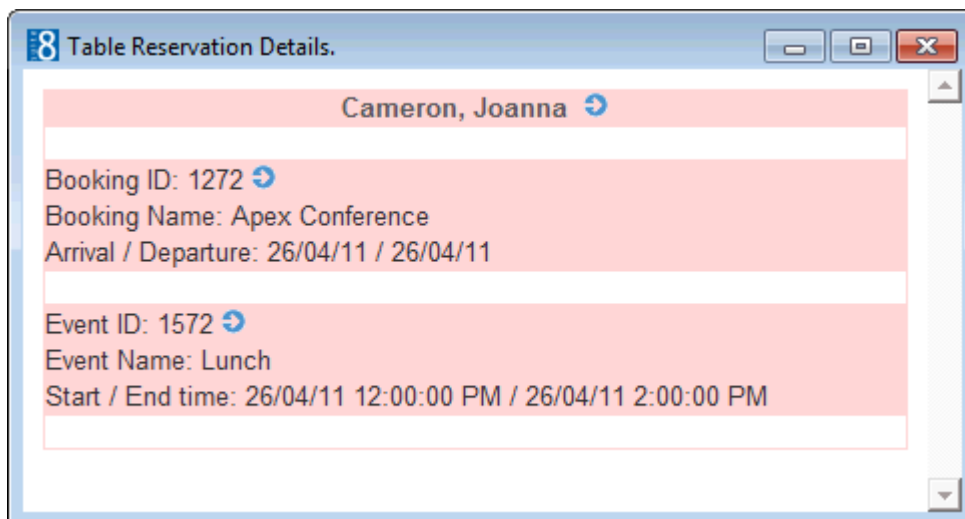 8 Table Reservation Details.
Cameron, Joanna
Booking ID: 1272
Booking Name: Apex Conference
Arrival / Departure: 26/04/11 / 26/04/11
Event ID: 1572
Event Name: Lunch
Start / End time: 26/04/11 12:00:00 PM / 26/04/11 2:00:00 PM